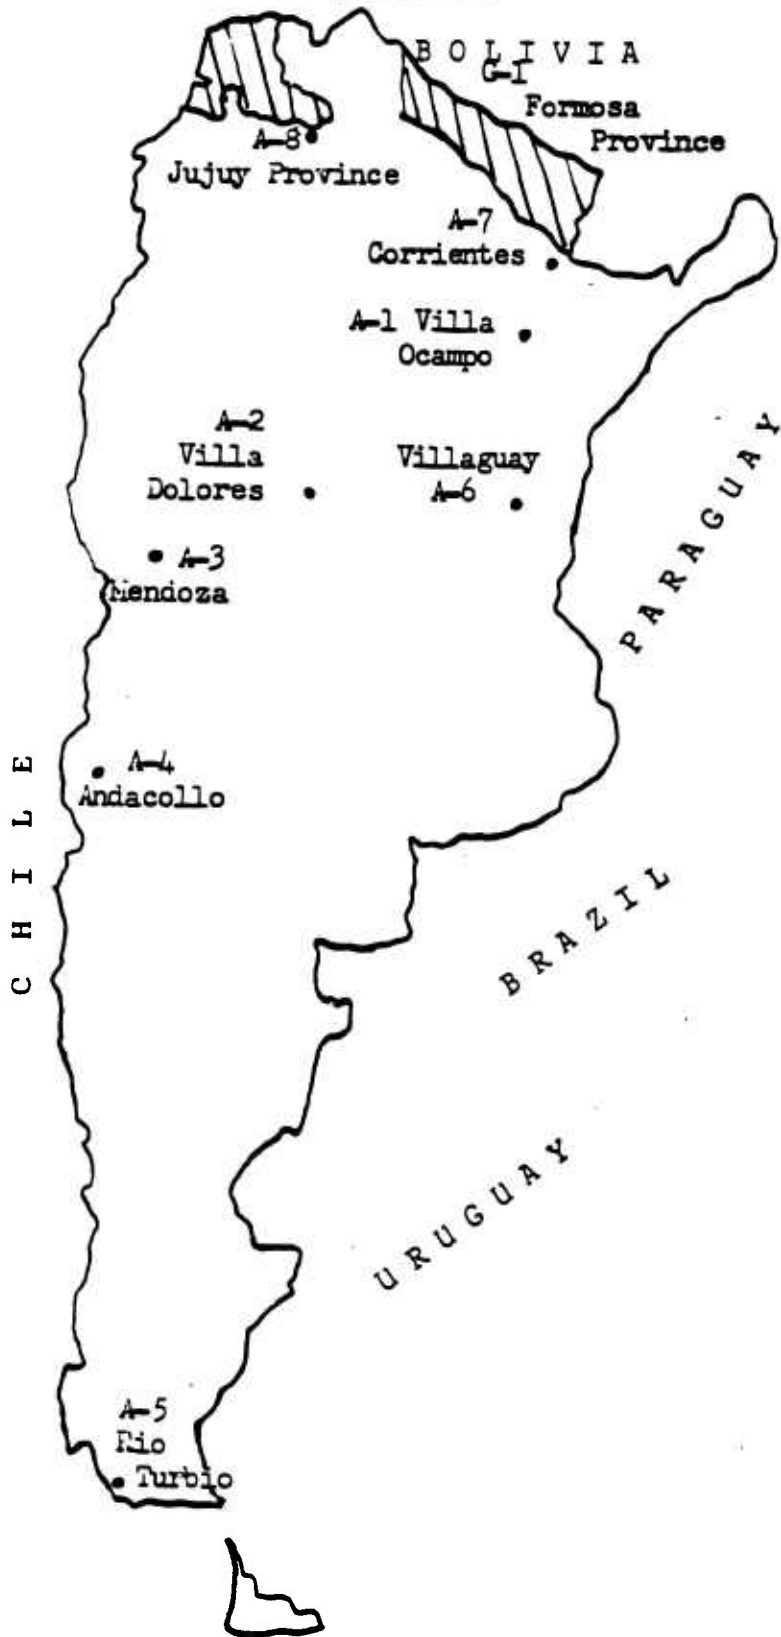 BOLIVIA
G-1
Formosa
Province
A-8
Jujuy Province
A-7
Corrientes
A-1 Villa
Ocampo
A-2
Villa
Dolores
Villaguay
A-6
A-3
Mendoza
PARAGUAY
CHILE
A-4
Andacollo
BRAZIL
URUGUAY
A-5
Rio
Turbio